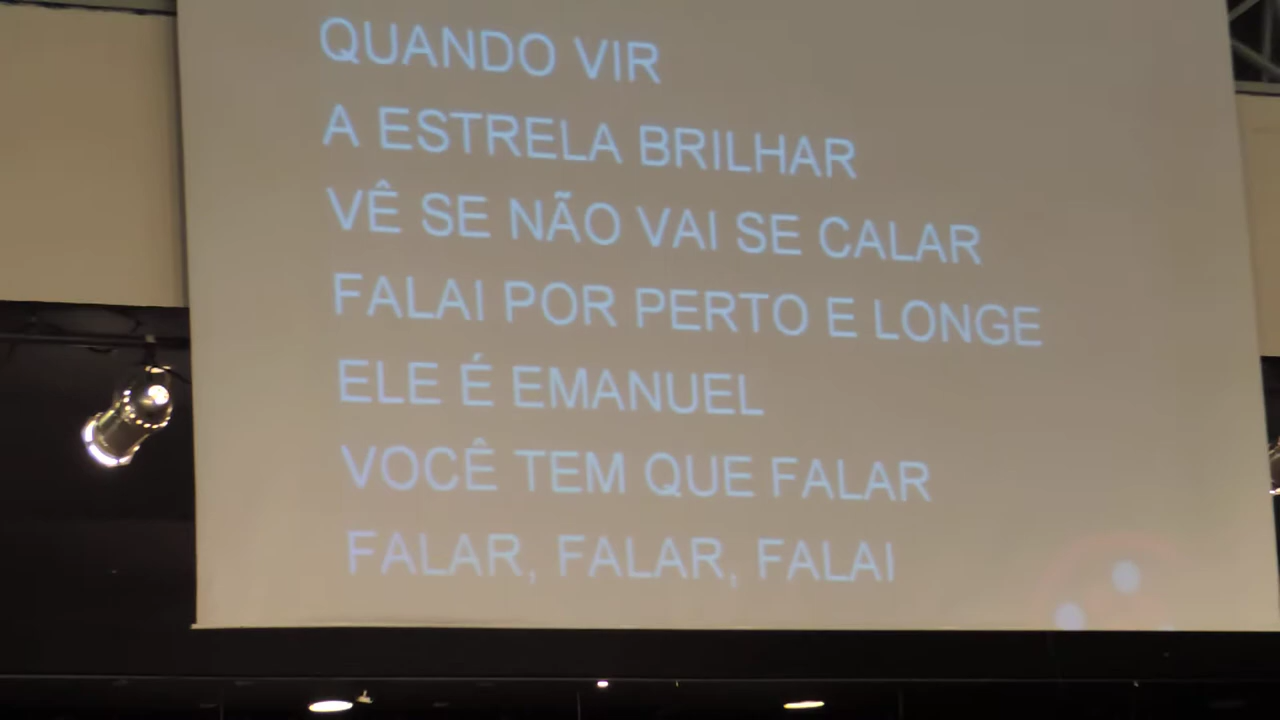 QUANDO VIR
A ESTRELA BRILHAR
VÊ SE NÃO VAI SE CALAR
FALAI POR PERTO E LONGE
ELE É EMANUEL
VOCÊ TEM QUE FALAR
FALAR, FALAR, FALAI